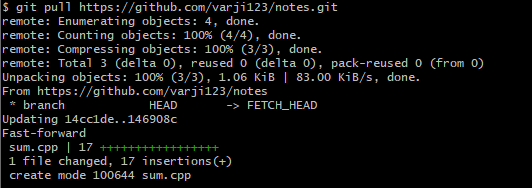 $ git pull https://github.com/varji123/notes.git
remote: Enumerating objects: 4, done.
remote: Counting objects: 100% (4/4), done.
remote: Compressing objects: 100% (3/3), done.
remote: Total 3 (delta 0), reused 0 (delta 0), pack-reused 0 (from 0)
Unpacking objects: 100% (3/3), 1.06 KiB | 83.00 KiB/s, done.
From https://github.com/varji123/notes
 * branch            HEAD       -> FETCH_HEAD
Updating 14cc1de..146908c
Fast-forward
 sum.cpp | 17 +++++++++++++++++
 1 file changed, 17 insertions(+)
 create mode 100644 sum.cpp